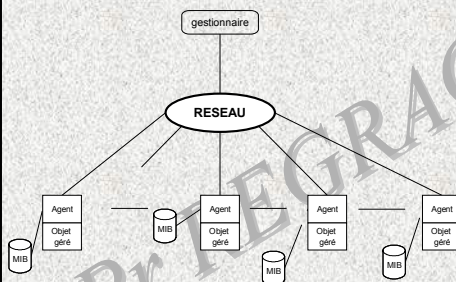 gestionnaire
RESEAU
Agent
Objet
géré
MIB
Agent
Objet
géré
MIB
Agent
Objet
géré
MIB
Agent
Objet
géré
MIB
Pr REGRAG